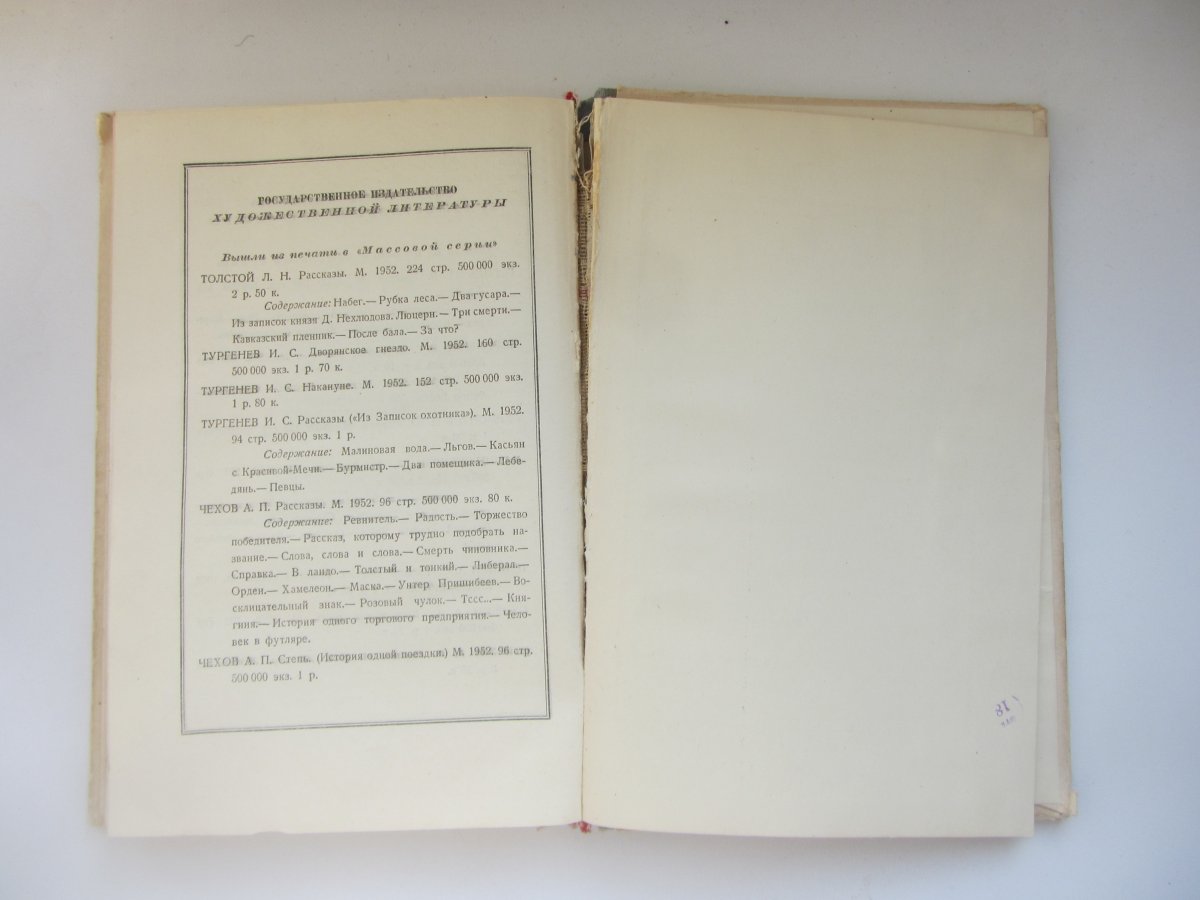 ГОСУДАРСТВЕННОЕ ИЗДАТЕЛЬСТВО
ХУДОЖЕСТВЕННОЙ ЛИТЕРАТУРЫ
Вышли из печати в «Массовой серии»
ТОЛСТОЙ Л. Н. Рассказы. М. 1952. 224 стр. 500 000 экз.
2 р. 50 к.
Содержание: Набег.— Рубка леса.— Два гусара.—
Из записок князя Д. Нехлюдова. Люцерн.— Три смерти.—
Кавказский пленник.— После бала.— За что?
ТУРГЕНЕВ И. С. Дворянское гнездо. М. 1952. 160 стр.
500 000 экз. 1 р. 70 к.
ТУРГЕНЕВ И. С. Накануне. М. 1952. 152 стр. 500 000 экз.
1 р. 80 к.
ТУРГЕНЕВ И. С. Рассказы («Из Записок охотника»). М. 1952.
94 стр. 500 000 экз. 1 р.
Содержание: Малиновая вода.— Льгов.— Касьян
с Красивой Мечи.— Бурмистр.— Два помещика.— Лебе-
дянь.— Певцы.
ЧЕХОВ А. П. Рассказы. М. 1952. 96 стр. 500 000 экз. 80 к.
Содержание: Ревнитель.— Радость.— Торжество
победителя.— Рассказ, которому трудно подобрать на-
звание.— Слова, слова и слова.— Смерть чиновника.—
Справка.— В ландо.— Толстый и тонкий.— Либерал.—
Орден.— Хамелеон.— Маска.— Унтер Пришибеев.— Во-
склицательный знак.— Розовый чулок.— Тссс...— Кня-
гиня.— История одного торгового предприятия.— Чело-
век в футляре.
ЧЕХОВ А. П. Степь. (История одной поездки.) М. 1952. 96 стр.
500 000 экз. 1 р.